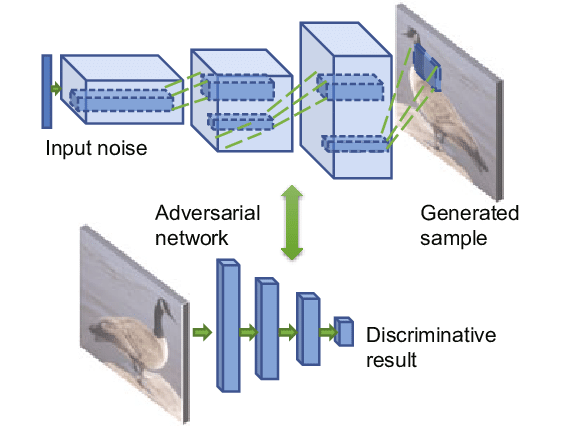 Input noise
Adversarial
network
Generated
sample
Discriminative
result